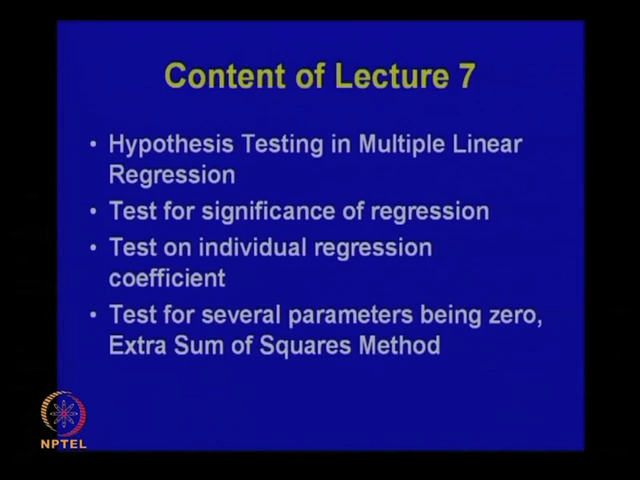 Content of Lecture 7
• Hypothesis Testing in Multiple Linear
Regression
• Test for significance of regression
• Test on individual regression
coefficient
• Test for several parameters being zero,
Extra Sum of Squares Method
NPTEL